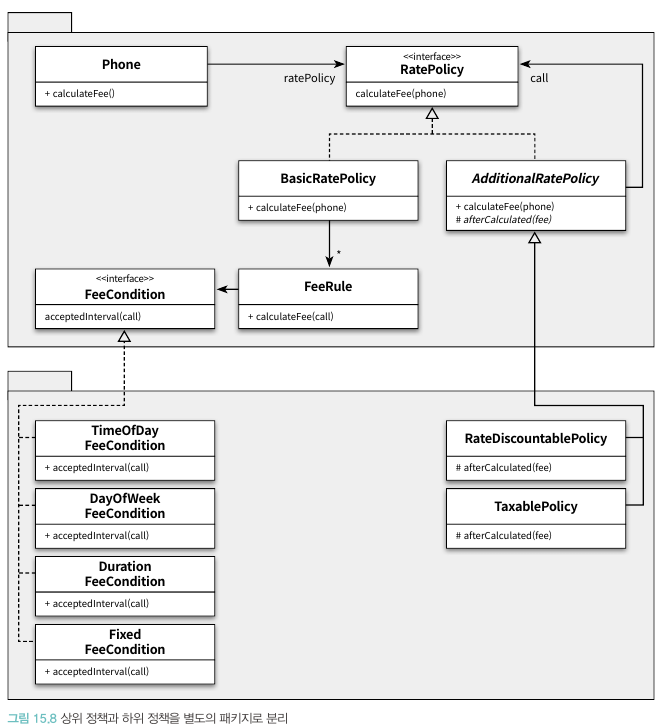 Phone
+ calculateFee()
ratePolicy
<<interface>>
RatePolicy
calculateFee(phone)
call
BasicRatePolicy
+ calculateFee(phone)
AdditionalRatePolicy
+ calculateFee(phone)
# afterCalculated(fee)
*
<<interface>>
FeeCondition
acceptedInterval(call)
FeeRule
+ calculateFee(call)
TimeOfDay
FeeCondition
+ acceptedInterval(call)
DayOfWeek
FeeCondition
+ acceptedInterval(call)
Duration
FeeCondition
+ acceptedInterval(call)
Fixed
FeeCondition
+ acceptedInterval(call)
RateDiscountablePolicy
# afterCalculated(fee)
TaxablePolicy
# afterCalculated(fee)
그림 15.8 상위 정책과 하위 정책을 별도의 패키지로 분리